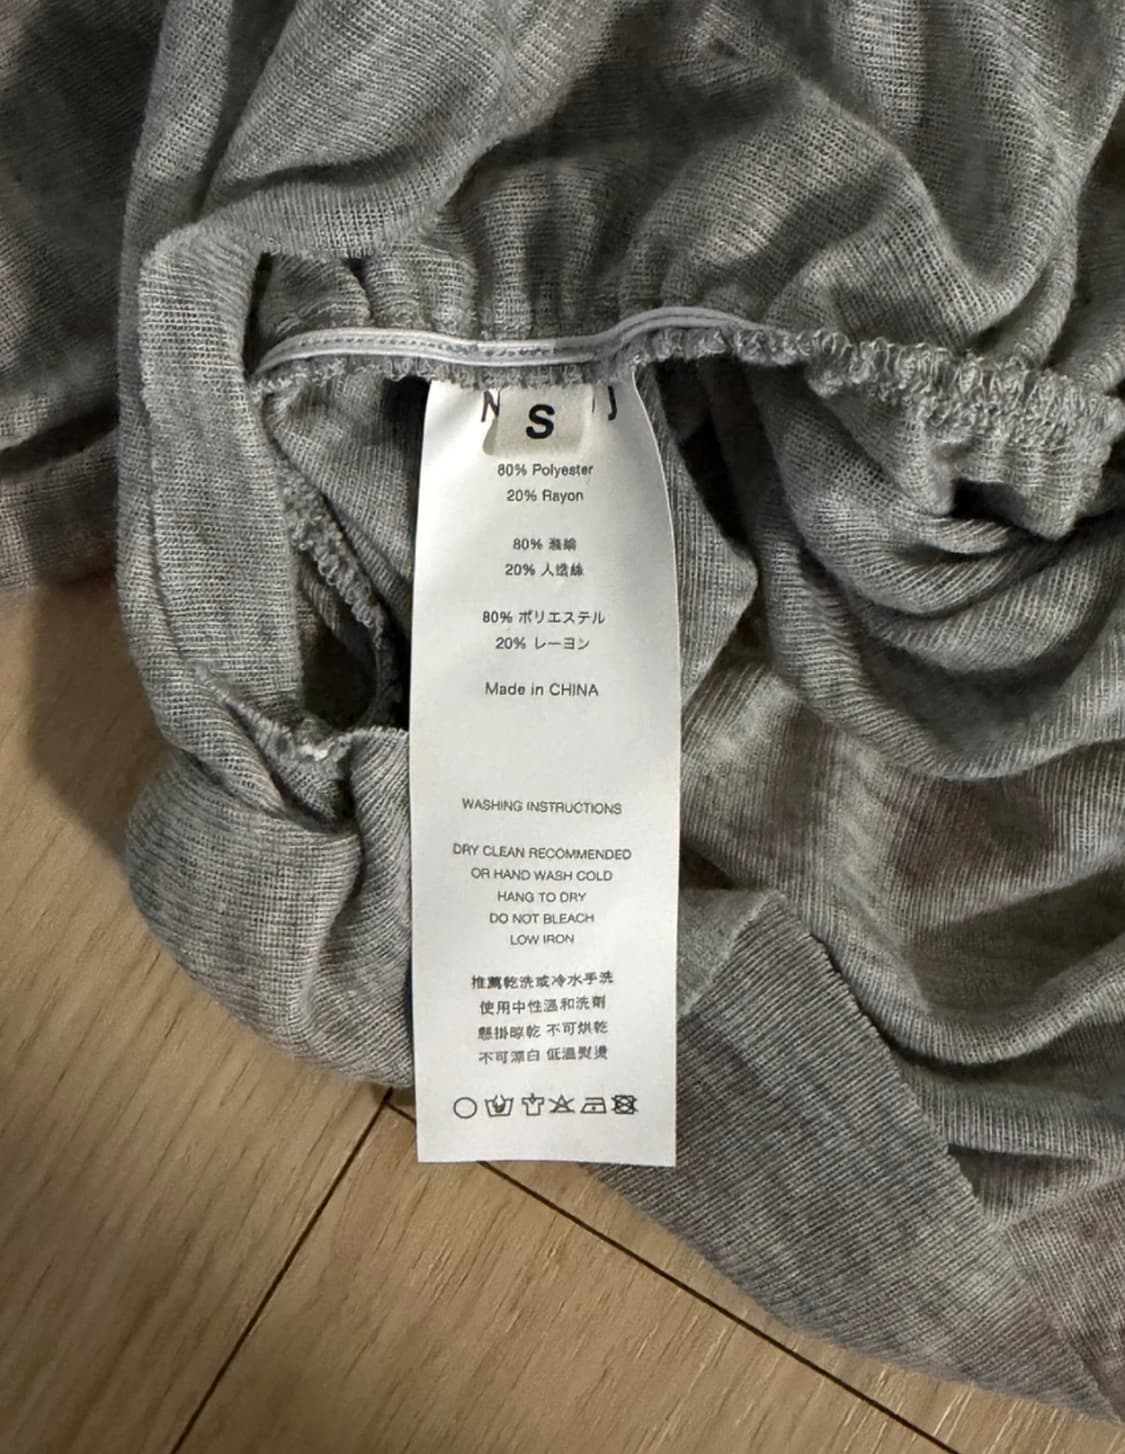 S
80% Polyester
20% Rayon
80% 滌綸
20% 人造絲
80% ポリエステル
20% レーヨン
Made in CHINA
WASHING INSTRUCTIONS
DRY CLEAN RECOMMENDED
OR HAND WASH COLD
HANG TO DRY
DO NOT BLEACH
LOW IRON
推薦乾洗或冷水手洗
使用中性溫和洗劑
懸掛晾乾 不可烘乾
不可漂白 低溫熨燙